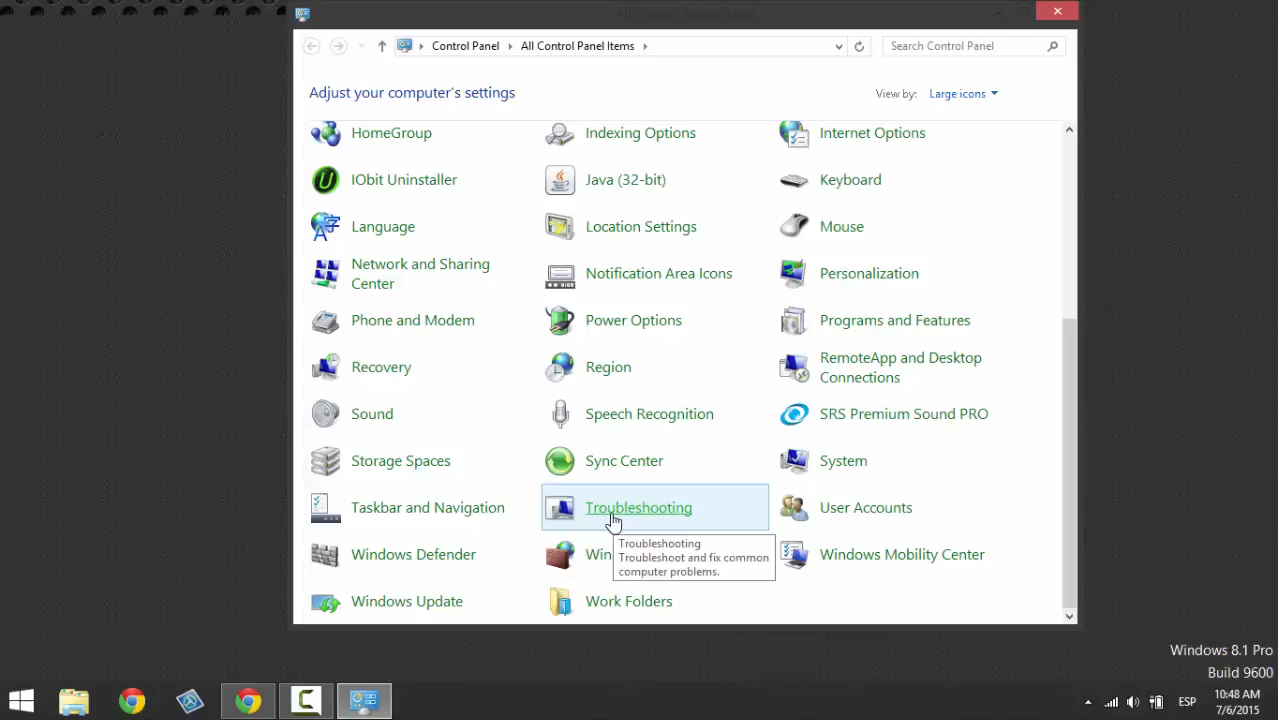 Control Panel
All Control Panel Items
Search Control Panel
Adjust your computer's settings
View by:
Large icons
HomeGroup
Indexing Options
Internet Options
IObit Uninstaller
Java (32-bit)
Keyboard
Language
Location Settings
Mouse
Network and Sharing
Center
Notification Area Icons
Personalization
Phone and Modem
Power Options
Programs and Features
Recovery
Region
RemoteApp and Desktop
Connections
Sound
Speech Recognition
SRS Premium Sound PRO
Storage Spaces
Sync Center
System
Taskbar and Navigation
Troubleshooting
User Accounts
Troubleshooting
Troubleshoot and fix common
computer problems.
Windows Defender
Win
Windows Mobility Center
Windows Update
Work Folders
Windows 8.1 Pro
Build 9600
ESP
10:48 AM
7/6/2015